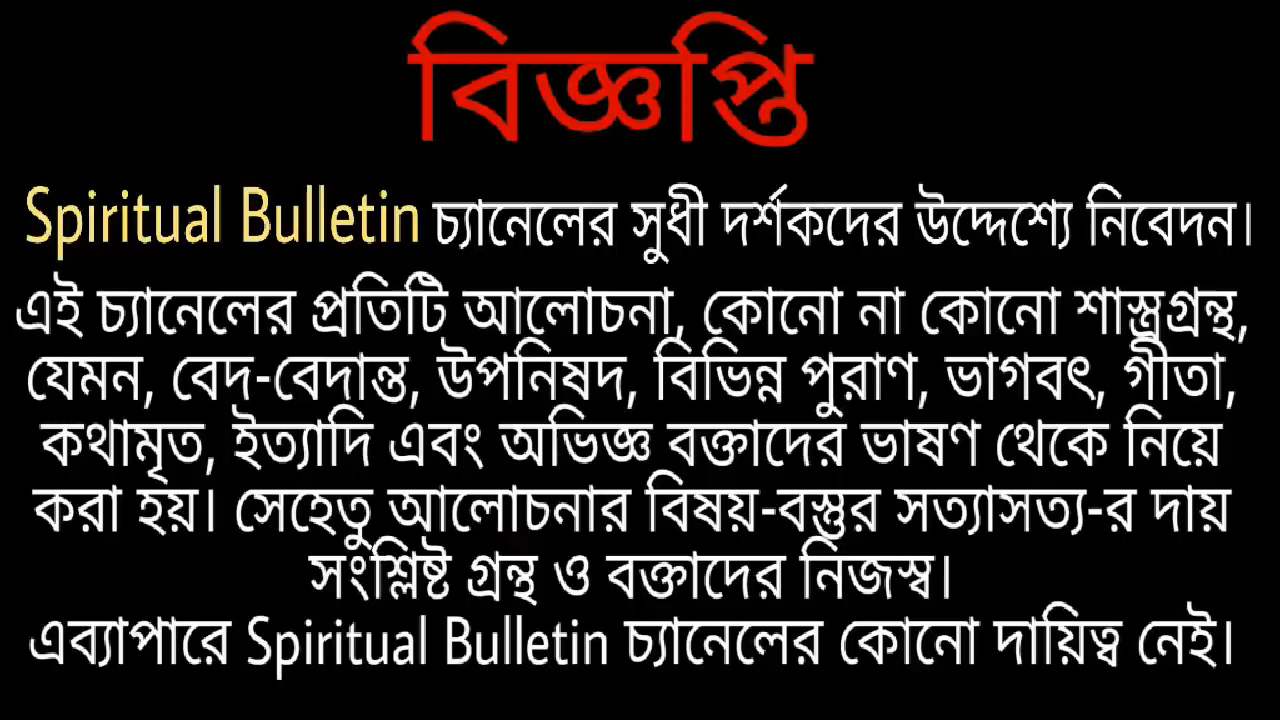 বিজ্ঞপ্তি
Spiritual Bulletin চ্যানেলের সুধী দর্শকদের উদ্দেশ্যে নিবেদন।
এই চ্যানেলের প্রতিটি আলোচনা, কোনো না কোনো শাস্ত্রগ্রন্থ,
যেমন, বেদ-বেদান্ত, উপনিষদ, বিভিন্ন পুরাণ, ভাগবৎ, গীতা,
কথামৃত, ইত্যাদি এবং অভিজ্ঞ বক্তাদের ভাষণ থেকে নিয়ে
করা হয়। সেহেতু আলোচনার বিষয়-বস্তুর সত্যাসত্য-র দায়
সংশ্লিষ্ট গ্রন্থ ও বক্তাদের নিজস্ব।
এব্যাপারে Spiritual Bulletin চ্যানেলের কোনো দায়িত্ব নেই।